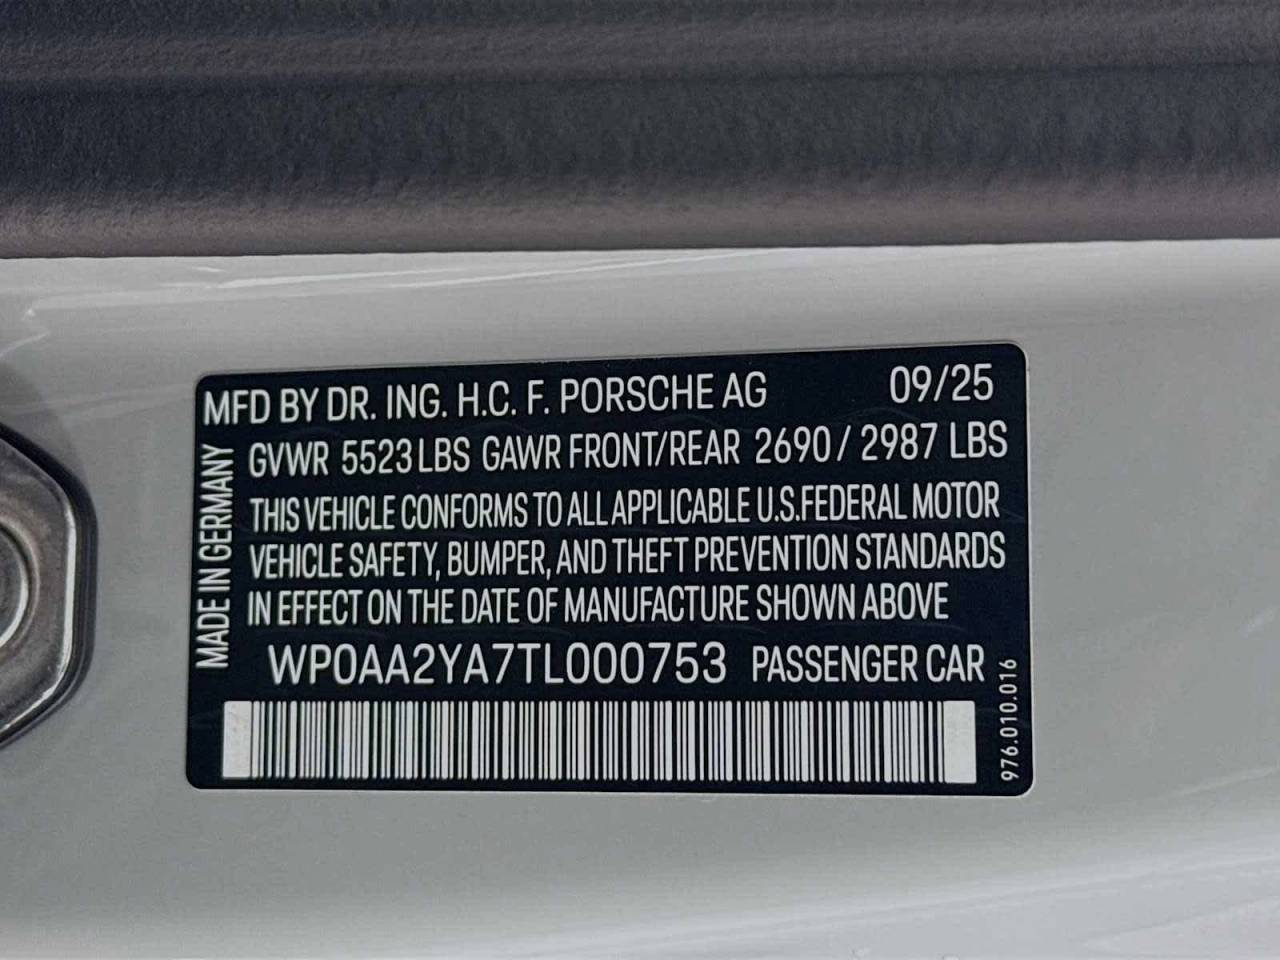 MFD BY DR. ING. H.C. F. PORSCHE AG 09/25
GVWR 5523 LBS GAWR FRONT/REAR 2690 / 2987 LBS
THIS VEHICLE CONFORMS TO ALL APPLICABLE U.S. FEDERAL MOTOR
VEHICLE SAFETY, BUMPER, AND THEFT PREVENTION STANDARDS
IN EFFECT ON THE DATE OF MANUFACTURE SHOWN ABOVE
WP0AA2YA7TL000753 PASSENGER CAR
MADE IN GERMANY
976.010.016